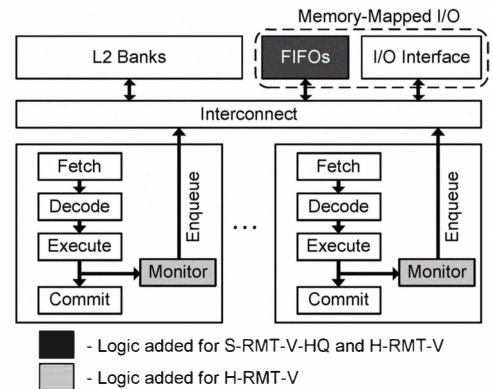 Memory-Mapped I/O
L2 Banks
FIFOs
I/O Interface
Interconnect
Fetch
Decode
Execute
Commit
Monitor
Enqueue
...
Fetch
Decode
Execute
Commit
Monitor
Enqueue
- Logic added for S-RMT-V-HQ and H-RMT-V
- Logic added for H-RMT-V